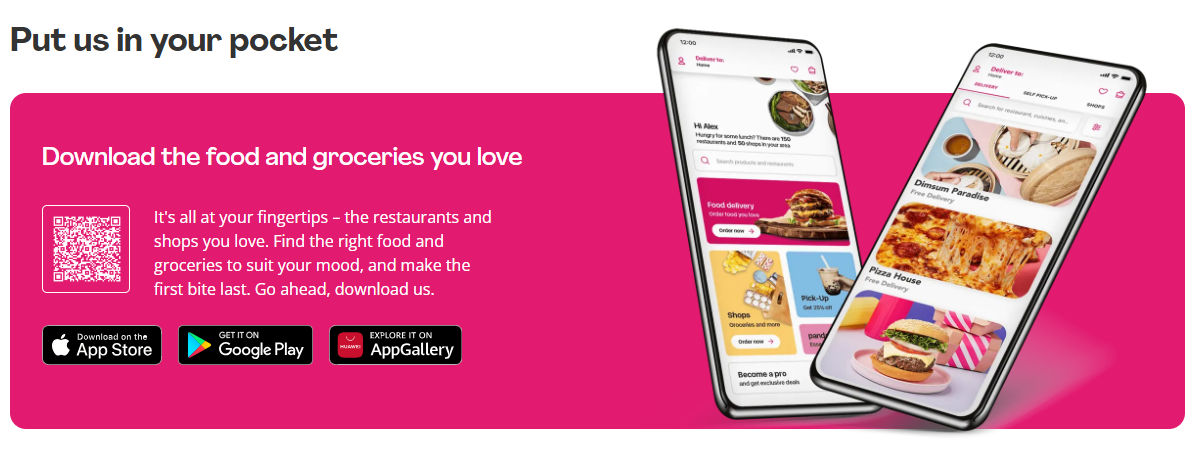 Put us in your pocket
Download the food and groceries you love
It's all at your fingertips – the restaurants and
shops you love. Find the right food and
groceries to suit your mood, and make the
first bite last. Go ahead, download us.
Download on the
App Store
GET IT ON
Google Play
HUAWEI
EXPLORE IT ON
AppGallery
12:00
Deliver to:
Home
Hi Alex
Hungry for some lunch? There are 150
restaurants and 50 shops in your area
Search products and restaurants
Food delivery
Order food you love
Order now
Shops
Groceries and more
Order now
Pick-Up
Get 25% off
pand
Become a pro
and get exclusive deals
12:00
Deliver to:
Home
DELIVERY
SELF PICK-UP
SHOPS
Search for restaurant, cuisines, an...
Dimsum Paradise
Free Delivery
Pizza House
Free Delivery